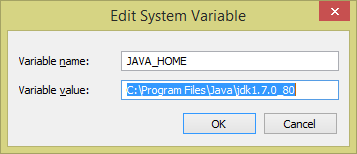 Edit System Variable
Variable name: JAVA_HOME
Variable value: C:\Program Files\Java\jdk1.7.0_80
OK Cancel